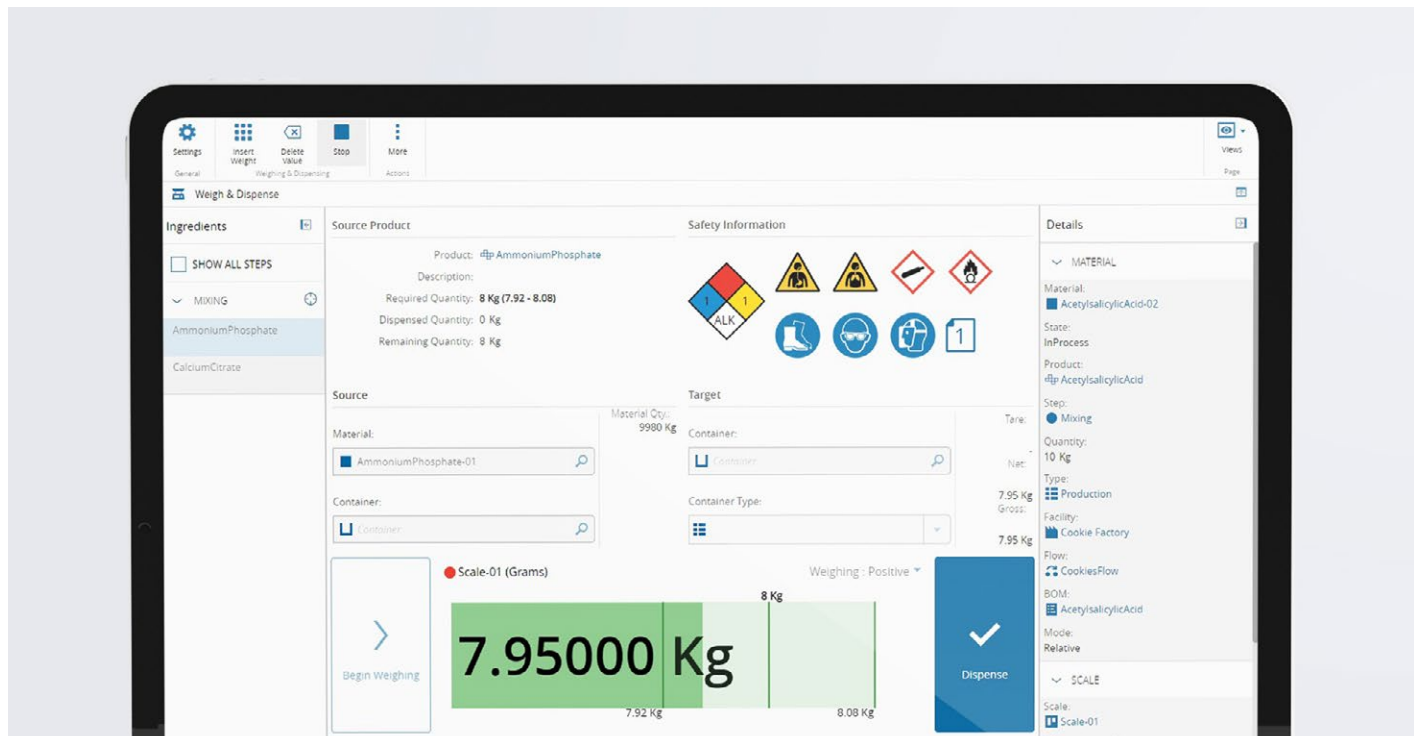 Settings
Insert
Weight
Delete
Value
Stop
More
Views
General
Weighing & Dispensing
Actions
Page
Weigh & Dispense
Ingredients
SHOW ALL STEPS
MIXING
AmmoniumPhosphate
CalciumCitrate
Source Product
Product: AmmoniumPhosphate
Description:
Required Quantity: 8 Kg (7.92 - 8.08)
Dispensed Quantity: 0 Kg
Remaining Quantity: 8 Kg
Safety Information
1
1
ALK
1
Source
Material Qty.:
9980 Kg
Material:
AmmoniumPhosphate-01
Container:
Container
Target
Container:
Container
Container Type:
Tare:
-
Net:
7.95 Kg
Gross:
7.95 Kg
Begin Weighing
Scale-01 (Grams)
Weighing : Positive
8 Kg
7.95000 Kg
7.92 Kg
8.08 Kg
Dispense
Details
MATERIAL
Material:
AcetylsalicylicAcid-02
State:
InProcess
Product:
AcetylsalicylicAcid
Step:
Mixing
Quantity:
10 Kg
Type:
Production
Facility:
Cookie Factory
Flow:
CookiesFlow
BOM:
AcetylsalicylicAcid
Mode:
Relative
SCALE
Scale:
Scale-01